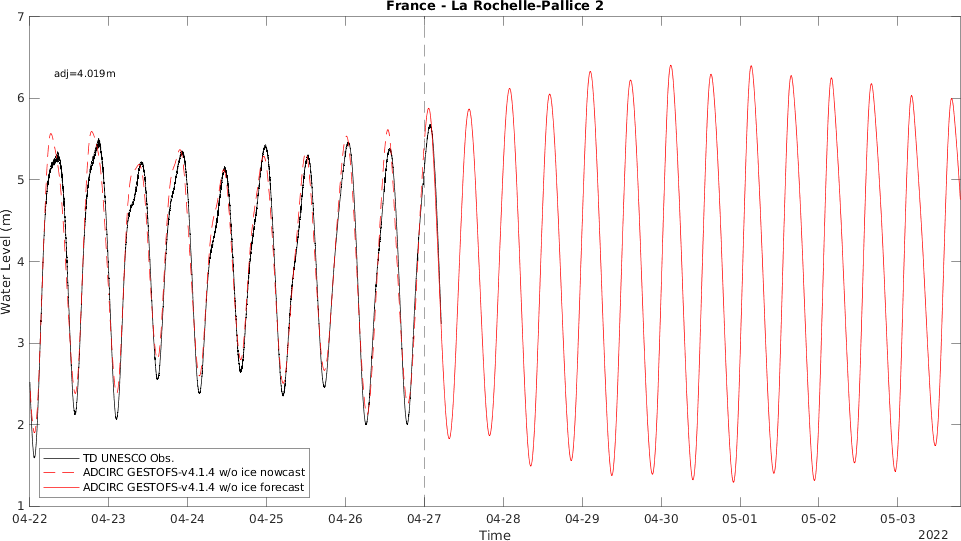 France - La Rochelle-Pallice 2
7
6
5
4
3
2
1
Water Level (m)
adj=4.019m
TD UNESCO Obs.
ADCIRC GESTOFS-v4.1.4 w/o ice nowcast
ADCIRC GESTOFS-v4.1.4 w/o ice forecast
04-22 04-23 04-24 04-25 04-26 04-27 04-28 04-29 04-30 05-01 05-02 05-03
Time
2022